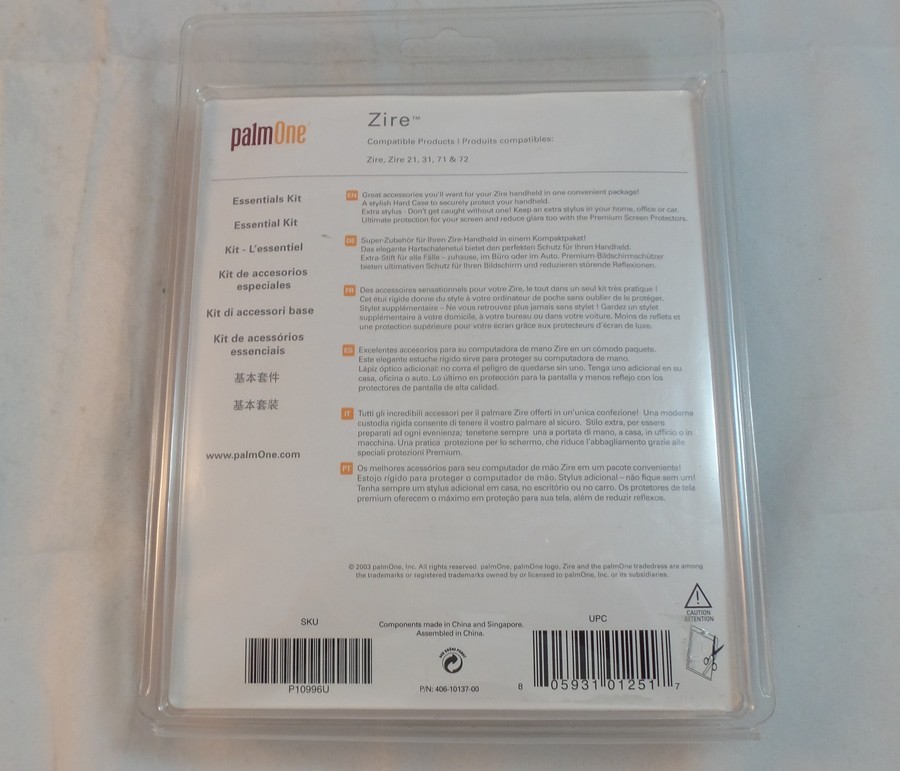 palmOne
Zire™
Compatible Products | Produits compatibles:
Zire, Zire 21, 31, 71 & 72
Essentials Kit
Essential Kit
Kit - L'essentiel
Kit de accesorios
especiales
Kit di accessori base
Kit de acessórios
essenciais
基本套件
基本套装
www.palmOne.com
EN Great accessories you'll want for your Zire handheld in one convenient package!
A stylish Hard Case to securely protect your handheld.
Extra stylus - Don't get caught without one! Keep an extra stylus in your home, office or car.
Ultimate protection for your screen and reduce glare too with the Premium Screen Protectors.
DE Super-Zubehör für Ihren Zire-Handheld in einem Kompaktpaket!
Das elegante Hartschalenetui bietet den perfekten Schutz für Ihren Handheld.
Extra-Stift für alle Fälle – zuhause, im Büro oder im Auto. Premium-Bildschirmschützer
bieten ultimativen Schutz für Ihren Bildschirm und reduzieren störende Reflexionen.
FR Des accessoires sensationnels pour votre Zire, le tout dans un seul kit très pratique !
Cet étui rigide donne du style à votre ordinateur de poche sans oublier de le protéger.
Stylet supplémentaire – Ne vous retrouvez plus jamais sans stylet ! Gardez un stylet
supplémentaire à votre domicile, à votre bureau ou dans votre voiture. Moins de reflets et
une protection supérieure pour votre écran grâce aux protecteurs d'écran de luxe.
ES Excelentes accesorios para su computadora de mano Zire en un cómodo paquete.
Este elegante estuche rígido sirve para proteger su computadora de mano.
Lápiz óptico adicional: no corra el peligro de quedarse sin uno. Tenga uno adicional en su
casa, oficina o auto. Lo último en protección para la pantalla y menos reflejo con los
protectores de pantalla de alta calidad.
IT Tutti gli incredibili accessori per il palmare Zire offerti in un'unica confezione! Una moderna
custodia rigida consente di tenere il vostro palmare al sicuro. Stilo extra, per essere
preparati ad ogni evenienza; tenetene sempre una a portata di mano, a casa, in ufficio o in
macchina. Una pratica protezione per lo schermo, che riduce l'abbagliamento grazie alle
speciali protezioni Premium.
PT Os melhores acessórios para seu computador de mão Zire em um pacote conveniente!
Estojo rígido para proteger o computador de mão. Stylus adicional – não fique sem um!
Tenha sempre um stylus adicional em casa, no escritório ou no carro. Os protetores de tela
premium oferecem o máximo em proteção para sua tela, além de reduzir reflexos.
© 2003 palmOne, Inc. All rights reserved. palmOne, palmOne logo, Zire and the palmOne tradedress are among
the trademarks or registered trademarks owned by or licensed to palmOne, Inc. or its subsidiaries.
CAUTION
ATTENTION
SKU
P10996U
Components made in China and Singapore.
Assembled in China.
P/N: 406-10137-00
UPC
8 05931 01251 7